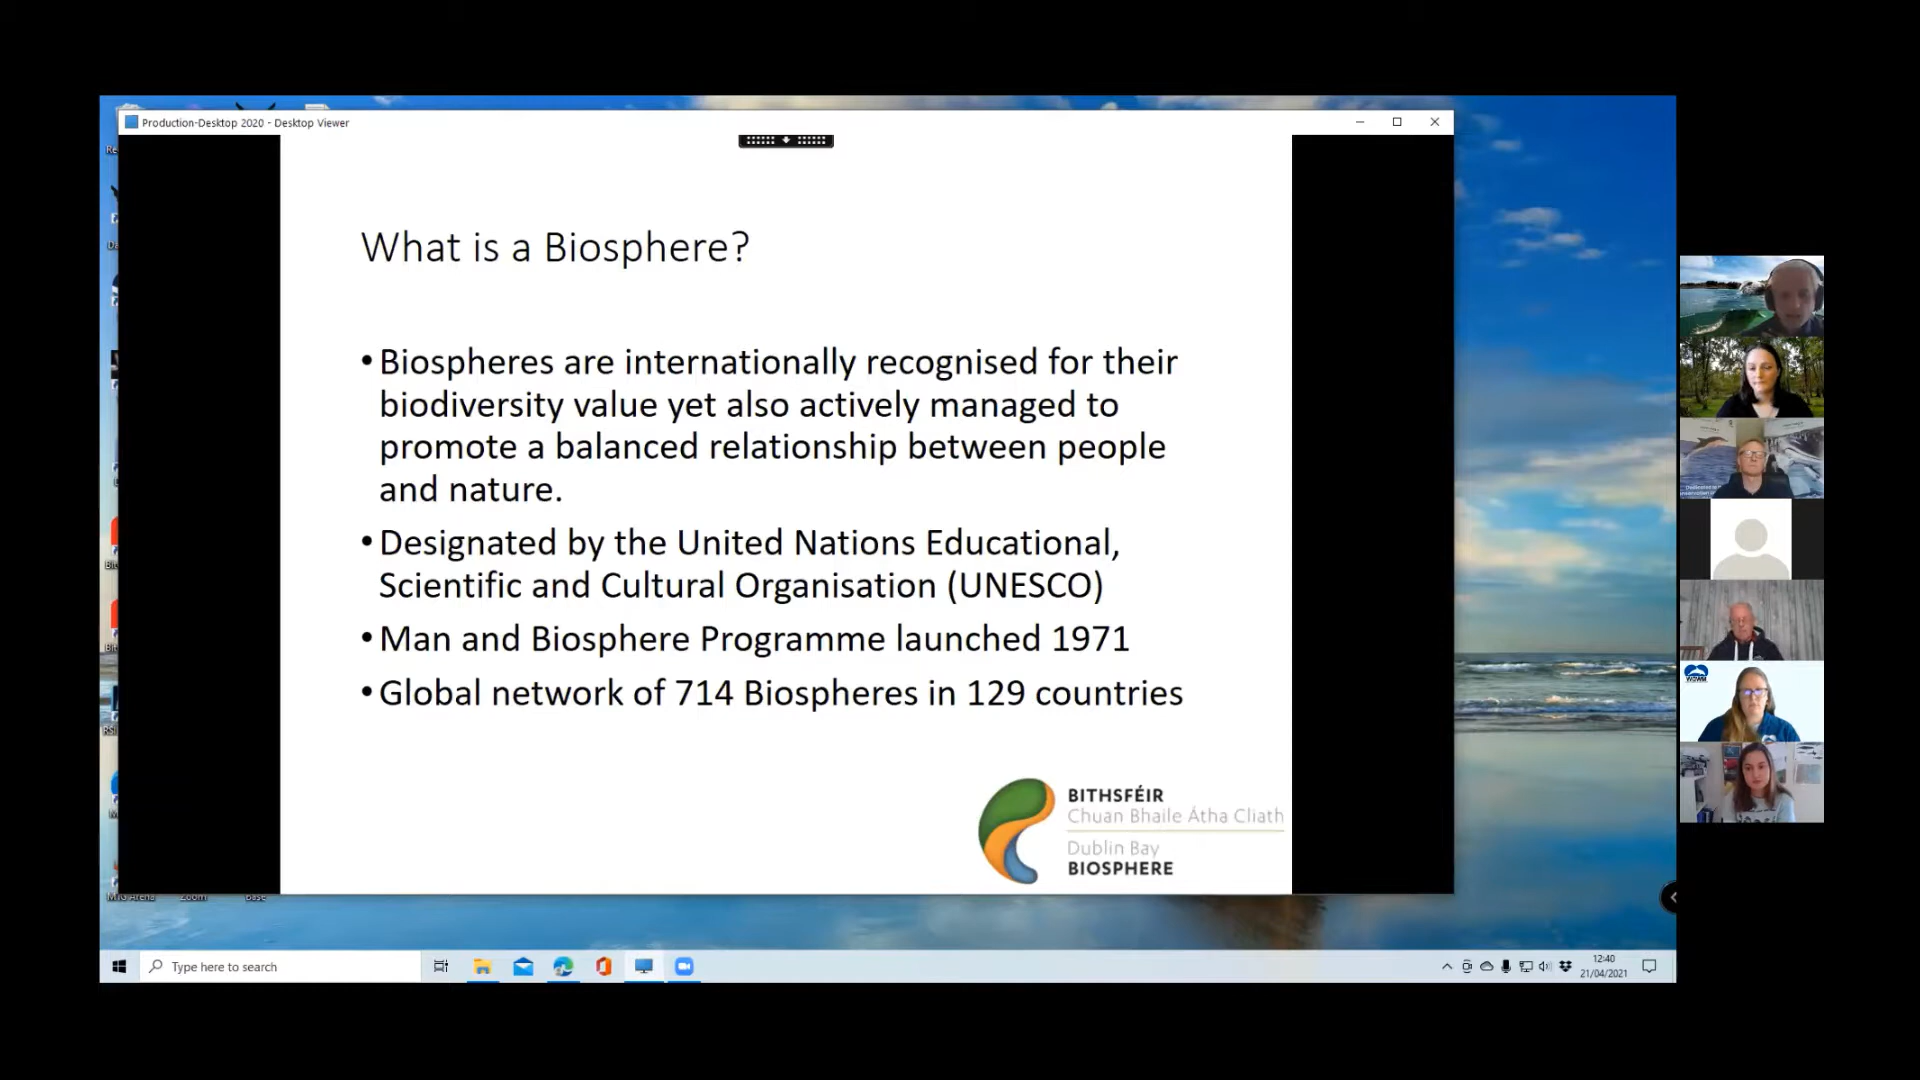 Production-Desktop 2020 - Desktop Viewer
What is a Biosphere?
•Biospheres are internationally recognised for their
biodiversity value yet also actively managed to
promote a balanced relationship between people
and nature.
•Designated by the United Nations Educational,
Scientific and Cultural Organisation (UNESCO)
•Man and Biosphere Programme launched 1971
•Global network of 714 Biospheres in 129 countries
BITHSFÉIR
Chuan Bhaile Átha Cliath
Dublin Bay
BIOSPHERE
Zoom
Base
Type here to search
12:40
21/04/2021